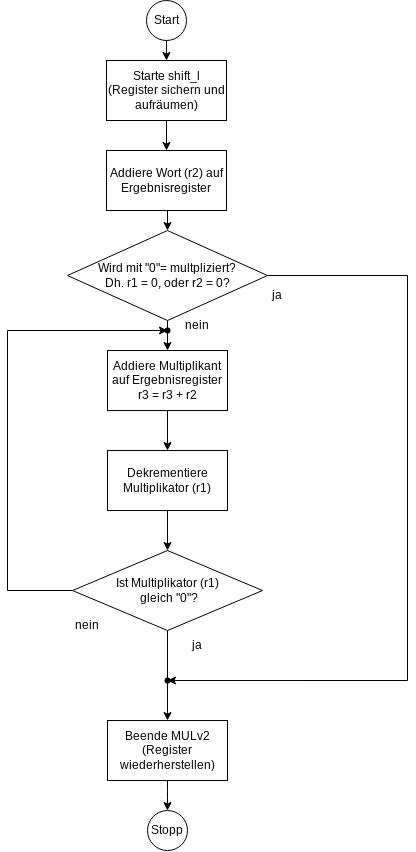 Start
Starte shift_l
(Register sichern und
aufräumen)
Addiere Wort (r2) auf
Ergebnisregister
Wird mit "0"= multpliziert?
Dh. r1 = 0, oder r2 = 0?
ja
nein
Addiere Multiplikant
auf Ergebnisregister
r3 = r3 + r2
Dekrementiere
Multiplikator (r1)
Ist Multiplikator (r1)
gleich "0"?
nein
ja
Beende MULv2
(Register
wiederherstellen)
Stopp